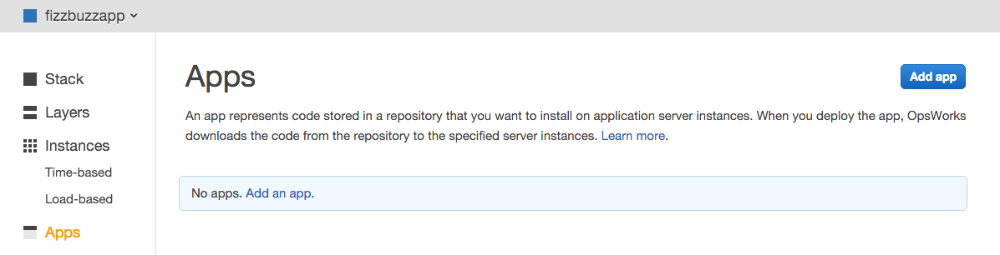 fizzbuzzapp
Stack
Layers
Instances
Time-based
Load-based
Apps
Apps
Add app
An app represents code stored in a repository that you want to install on application server instances. When you deploy the app, OpsWorks
downloads the code from the repository to the specified server instances. Learn more.
No apps. Add an app.